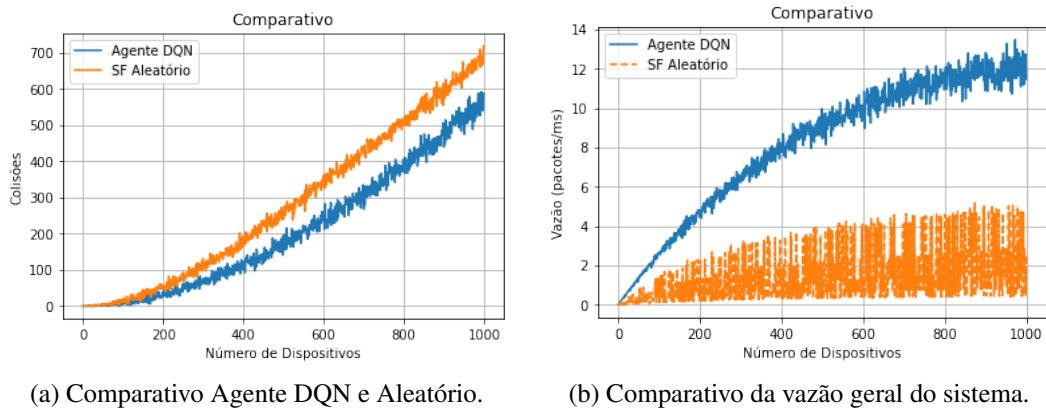 Comparativo
Agente DQN
SF Aleatório
700
600
500
400
300
200
100
0
Colisões
0
200
400
600
800
1000
Número de Dispositivos
(a) Comparativo Agente DQN e Aleatório.
Comparativo
Agente DQN
SF Aleatório
14
12
10
8
6
4
2
0
Vazão (pacotes/ms)
0
200
400
600
800
1000
Número de Dispositivos
(b) Comparativo da vazão geral do sistema.